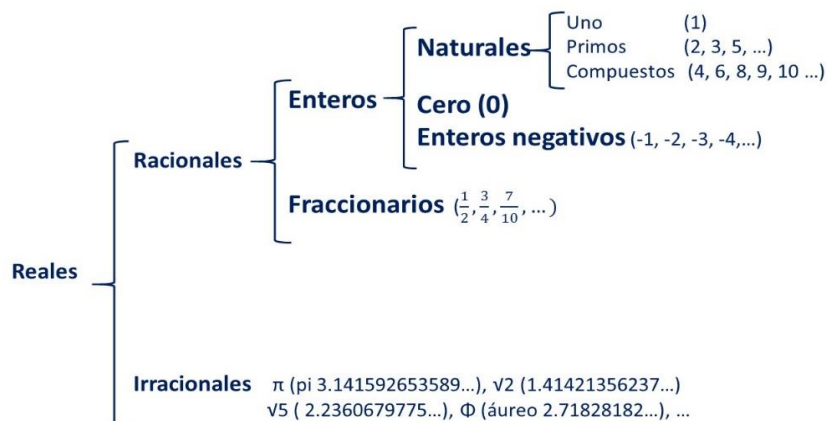 Uno (1)
Naturales
Primos (2, 3, 5, ...)
Compuestos (4, 6, 8, 9, 10 ...)
Enteros
Cero (0)
Enteros negativos (-1, -2, -3, -4,...)
Racionales
Fraccionarios (1/2, 3/4, 7/10, ... )
Reales
Irracionales π (pi 3.141592653589...), √2 (1.41421356237...)
√5 ( 2.2360679775...), Φ (áureo 2.71828182...), ...